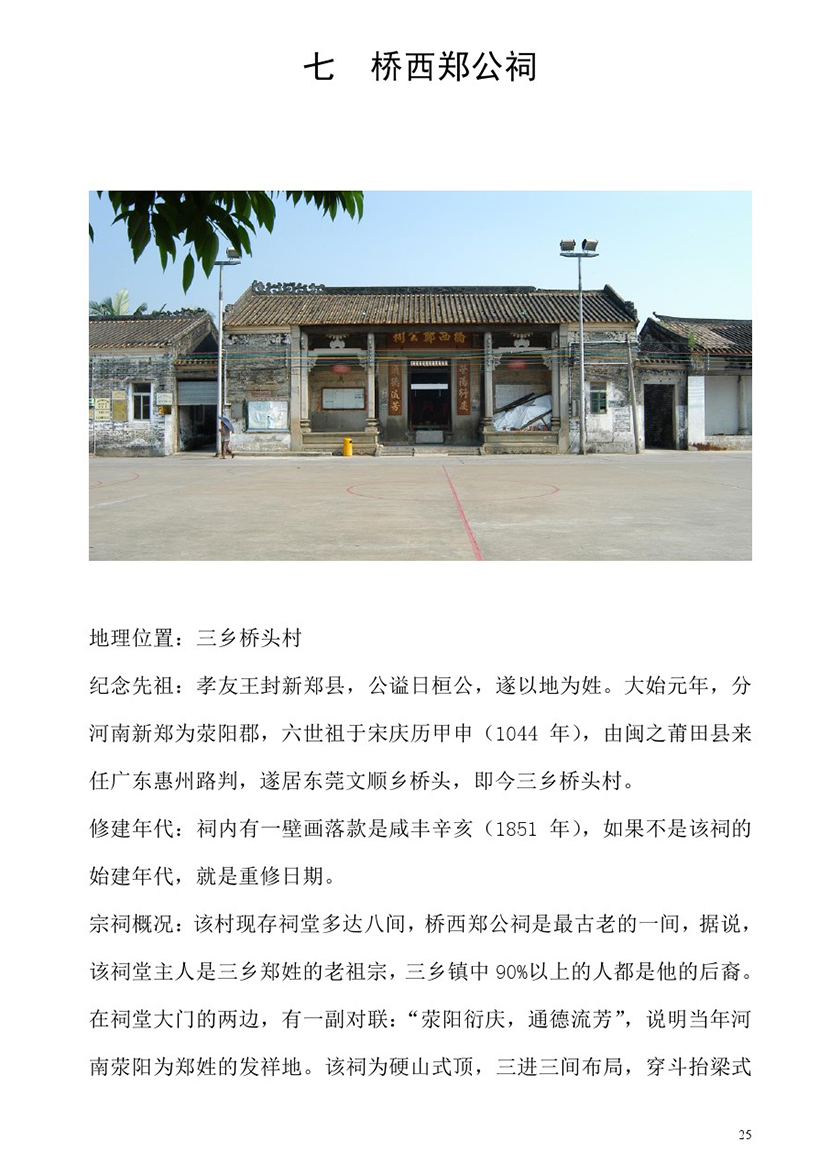 七 桥西郑公祠
橋西鄭公祠
滎陽衍慶
通德流芳
地理位置：三乡桥头村
纪念先祖：孝友王封新郑县，公谥日桓公，遂以地为姓。大始元年，分
河南新郑为荥阳郡，六世祖于宋庆历甲申（1044 年），由闽之莆田县来
任广东惠州路判，遂居东莞文顺乡桥头，即今三乡桥头村。
修建年代：祠内有一壁画落款是咸丰辛亥（1851 年），如果不是该祠的
始建年代，就是重修日期。
宗祠概况：该村现存祠堂多达八间，桥西郑公祠是最古老的一间，据说，
该祠堂主人是三乡郑姓的老祖宗，三乡镇中 90%以上的人都是他的后裔。
在祠堂大门的两边，有一副对联：“荥阳衍庆，通德流芳”，说明当年河
南荥阳为郑姓的发祥地。该祠为硬山式顶，三进三间布局，穿斗抬梁式
25